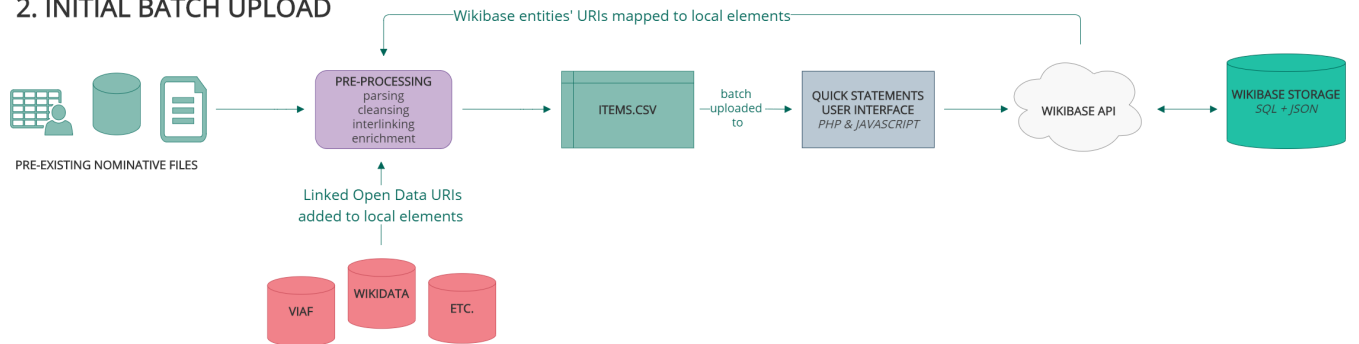 2. INITIAL BATCH UPLOAD
Wikibase entities' URIs mapped to local elements
PRE-PROCESSING
parsing
cleansing
interlinking
enrichment
ITEMS.CSV
batch
uploaded
to
QUICK STATEMENTS
USER INTERFACE
PHP & JAVASCRIPT
WIKIBASE API
WIKIBASE STORAGE
SQL + JSON
PRE-EXISTING NOMINATIVE FILES
Linked Open Data URIs
added to local elements
VIAF
WIKIDATA
ETC.